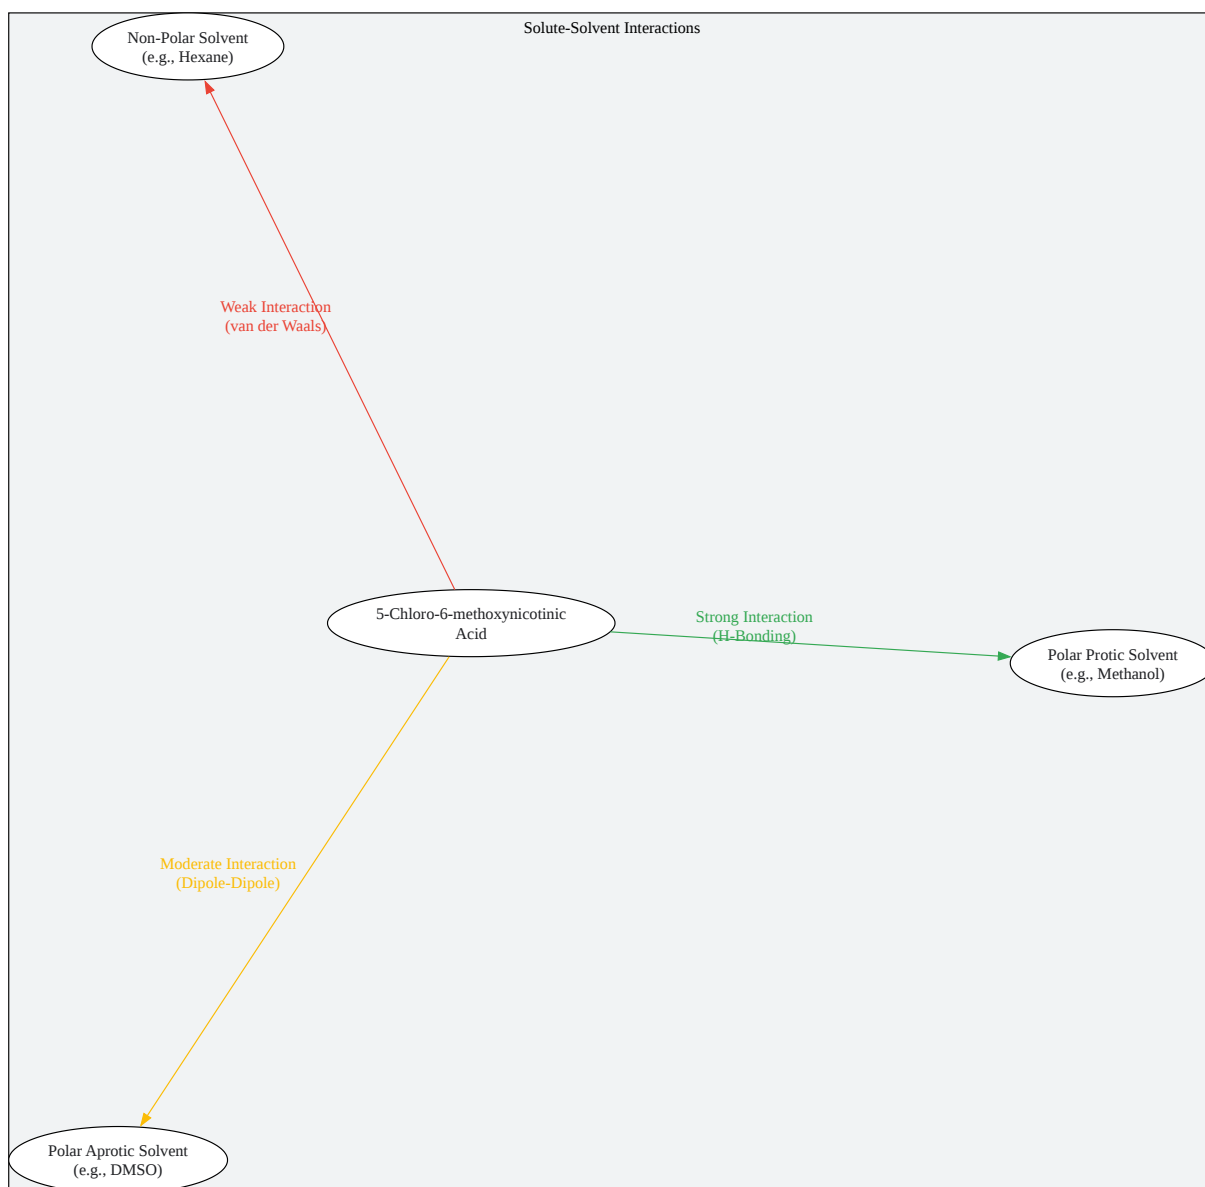 Solute-Solvent Interactions
Non-Polar Solvent
(e.g., Hexane)
Weak Interaction
(van der Waals)
5-Chloro-6-methoxynicotinic
Acid
Strong Interaction
(H-Bonding)
Polar Protic Solvent
(e.g., Methanol)
Moderate Interaction
(Dipole-Dipole)
Polar Aprotic Solvent
(e.g., DMSO)